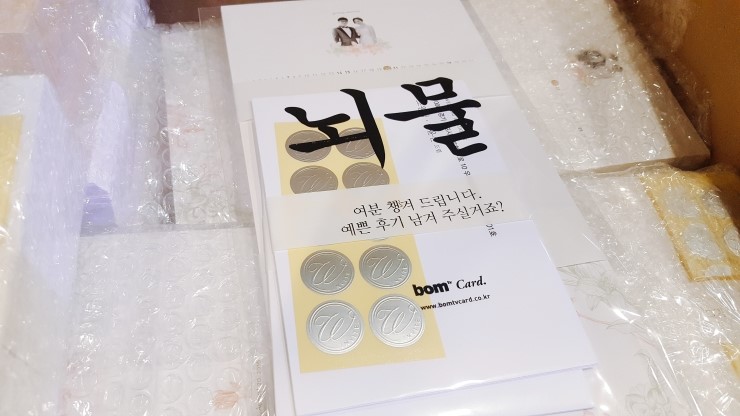 뇌물
여분 챙겨 드립니다.
예쁜 후기 남겨 주실거죠?
bom™ Card.
www.bomtvcard.co.kr